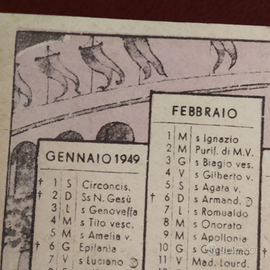 GENNAIO 1949
† 1 S Circoncis.
† 2 D Ss N. Gesù
3 L s Genoveffa
4 M s Tito vesc.
5 M s Amelia v.
† 6 G Epifania
7 V s Luciano
FEBBRAIO
1 M s Ignazio
2 M Purif. di M.V.
3 G s Biagio ves.
4 V s Gilberto v.
5 S s Agata v.
† 6 D s Armand.
7 L s Romualdo
8 M s Onorato
9 M s Apollonia
10 G s Guglielmo
11 V Mad. Lourd.